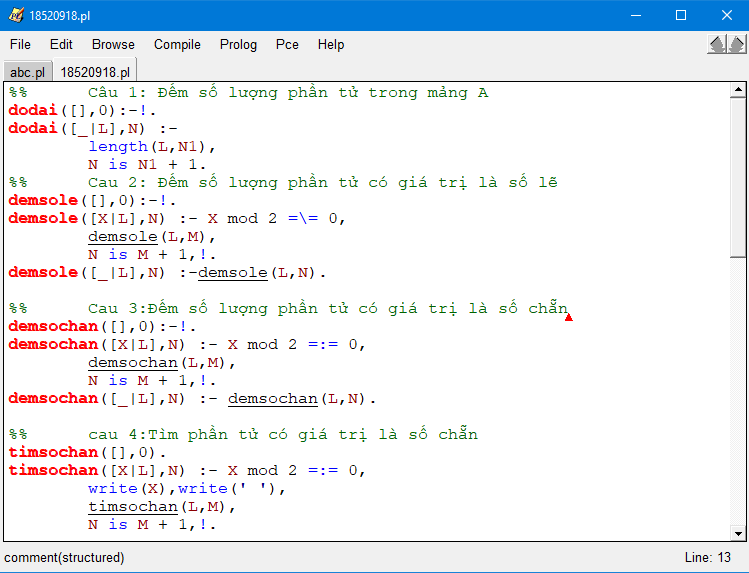 18520918.pl
File Edit Browse Compile Prolog Pce Help
abc.pl 18520918.pl
%% Câu 1: Đếm số lượng phần tử trong mảng A
dodai([],0):-!.
dodai([_|L],N) :-
length(L,N1),
N is N1 + 1.
%% Cau 2: Đếm số lượng phần tử có giá trị là số lẽ
demsole([],0):-!.
demsole([X|L],N) :- X mod 2 =\= 0,
demsole(L,M),
N is M + 1,!.
demsole([_|L],N) :-demsole(L,N).
%% Cau 3:Đếm số lượng phần tử có giá trị là số chẵn
demsochan([],0):-!.
demsochan([X|L],N) :- X mod 2 =:= 0,
demsochan(L,M),
N is M + 1,!.
demsochan([_|L],N) :- demsochan(L,N).
%% cau 4:Tìm phần tử có giá trị là số chẵn
timsochan([],0).
timsochan([X|L],N) :- X mod 2 =:= 0,
write(X),write(' '),
timsochan(L,M),
N is M + 1,!.
comment(structured) Line: 13